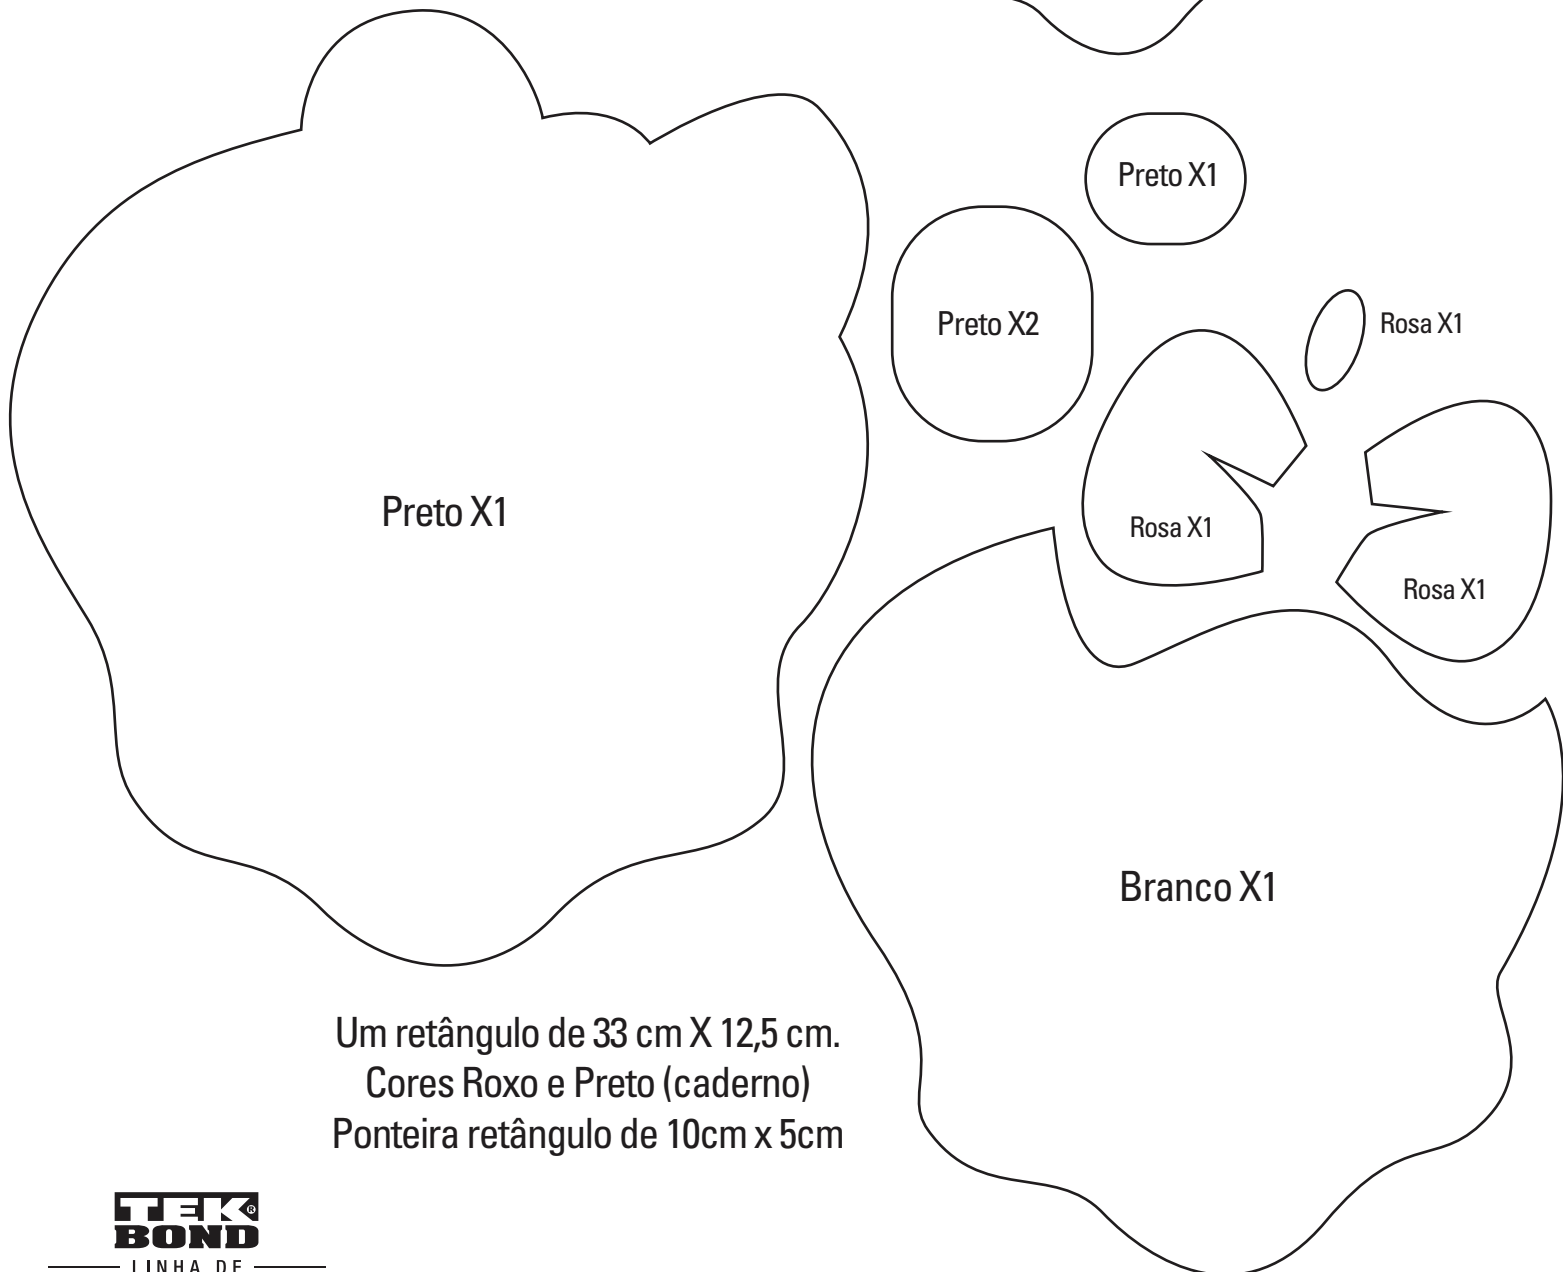 Preto X1
Preto X2
Rosa X1
Preto X1
Rosa X1
Rosa X1
Branco X1
Um retângulo de 33 cm X 12,5 cm.
Cores Roxo e Preto (caderno)
Ponteira retângulo de 10cm x 5cm
TEK®
BOND
LINHA DE